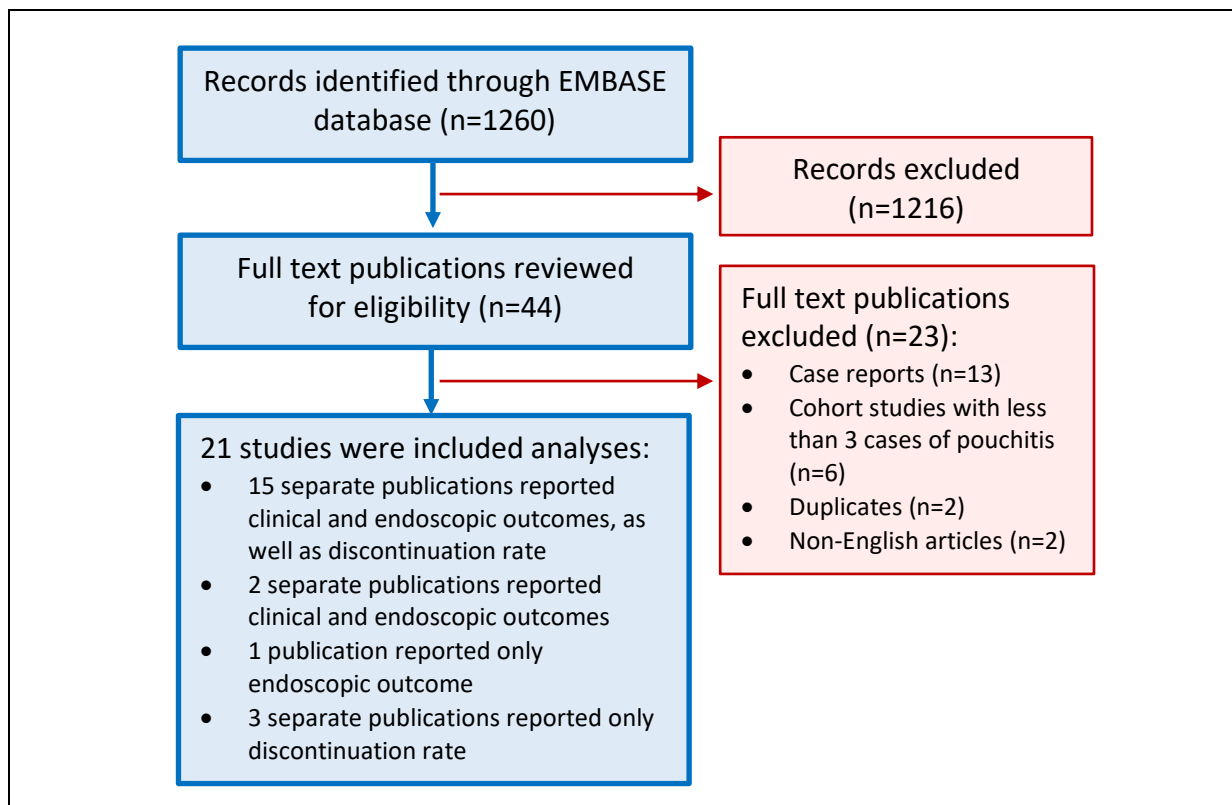 Records identified through EMBASE
database (n=1260)
Records excluded
(n=1216)
Full text publications reviewed
for eligibility (n=44)
Full text publications
excluded (n=23):
• Case reports (n=13)
• Cohort studies with less
than 3 cases of pouchitis
(n=6)
• Duplicates (n=2)
• Non-English articles (n=2)
21 studies were included analyses:
• 15 separate publications reported
clinical and endoscopic outcomes, as
well as discontinuation rate
• 2 separate publications reported
clinical and endoscopic outcomes
• 1 publication reported only
endoscopic outcome
• 3 separate publications reported only
discontinuation rate